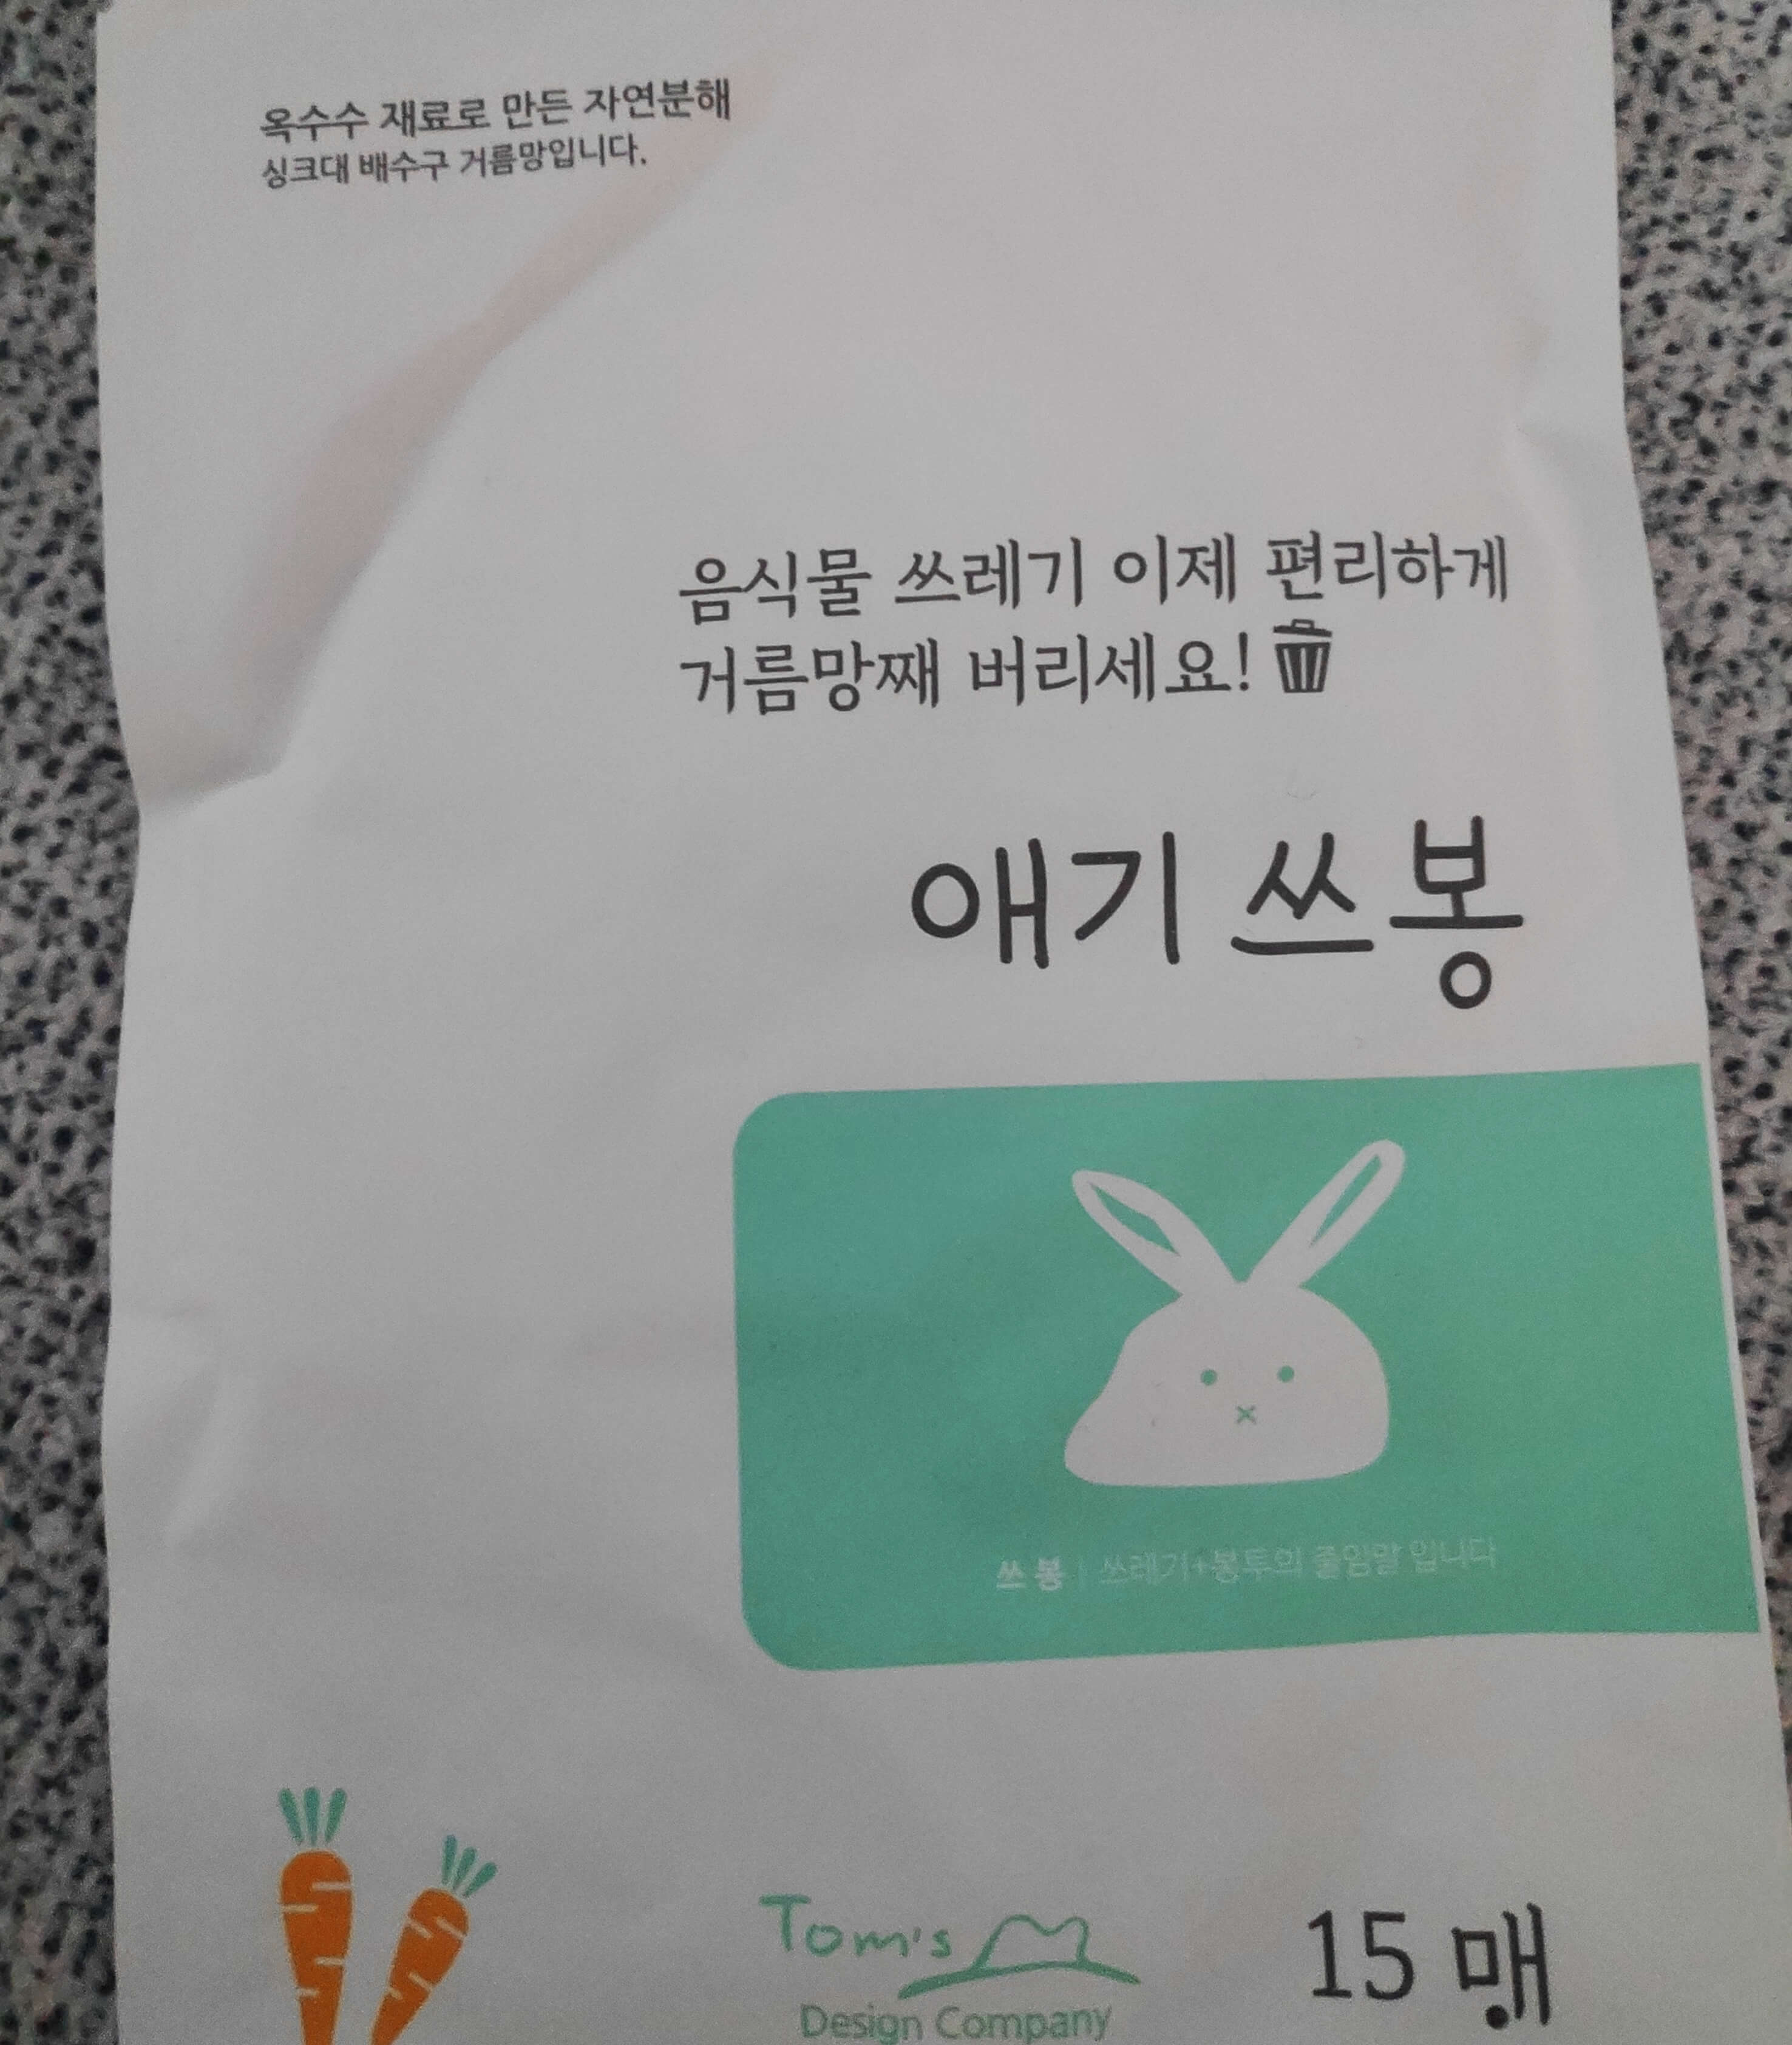 옥수수 재료로 만든 자연분해
싱크대 배수구 거름망입니다.
음식물 쓰레기 이제 편리하게
거름망째 버리세요!
애기 쓰봉
쓰봉 | 쓰레기+봉투의 줄임말 입니다
Tom's
Design Company
15 매